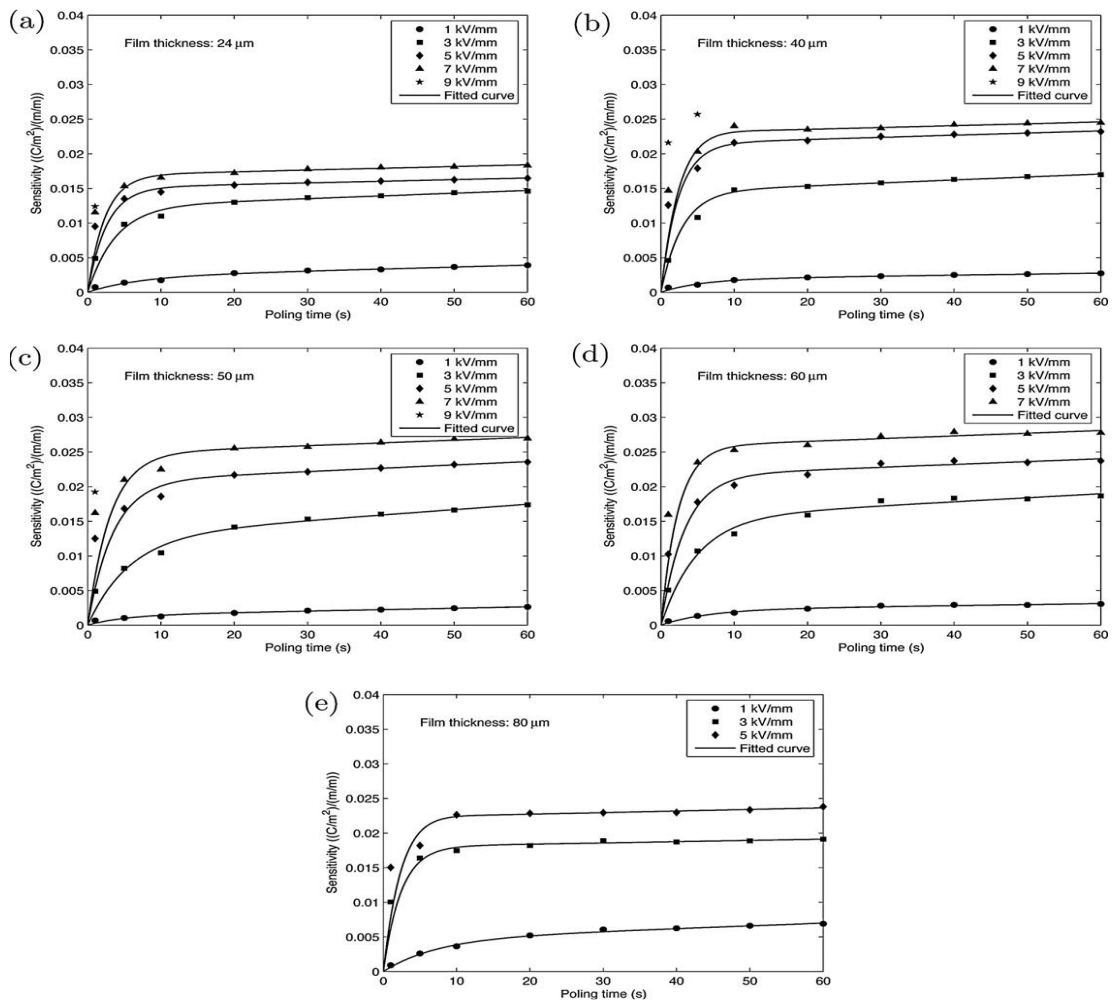 (a)
0.04
0.035
0.03
0.025
0.02
0.015
0.01
0.005
0
Sensitivity ((C/m²)/(m/m))
Film thickness: 24 μm
1 kV/mm
3 kV/mm
5 kV/mm
7 kV/mm
9 kV/mm
Fitted curve
0 10 20 30 40 50 60
Poling time (s)
(b)
0.04
0.035
0.03
0.025
0.02
0.015
0.01
0.005
0
Sensitivity ((C/m²)/(m/m))
Film thickness: 40 μm
1 kV/mm
3 kV/mm
5 kV/mm
7 kV/mm
9 kV/mm
Fitted curve
0 10 20 30 40 50 60
Poling time (s)
(c)
0.04
0.035
0.03
0.025
0.02
0.015
0.01
0.005
0
Sensitivity ((C/m²)/(m/m))
Film thickness: 50 μm
1 kV/mm
3 kV/mm
5 kV/mm
7 kV/mm
9 kV/mm
Fitted curve
0 10 20 30 40 50 60
Poling time (s)
(d)
0.04
0.035
0.03
0.025
0.02
0.015
0.01
0.005
0
Sensitivity ((C/m²)/(m/m))
Film thickness: 60 μm
1 kV/mm
3 kV/mm
5 kV/mm
7 kV/mm
Fitted curve
0 10 20 30 40 50 60
Poling time (s)
(e)
0.04
0.035
0.03
0.025
0.02
0.015
0.01
0.005
0
Sensitivity ((C/m²)/(m/m))
Film thickness: 80 μm
1 kV/mm
3 kV/mm
5 kV/mm
Fitted curve
0 10 20 30 40 50 60
Poling time (s)